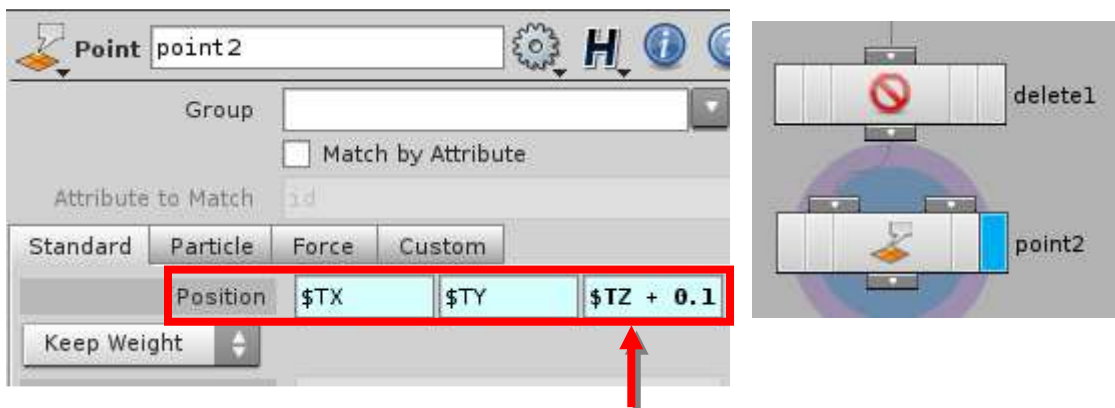 Point point2
Group
Match by Attribute
Attribute to Match id
Standard Particle Force Custom
Position $TX $TY $TZ + 0.1
Keep Weight
delete1
point2